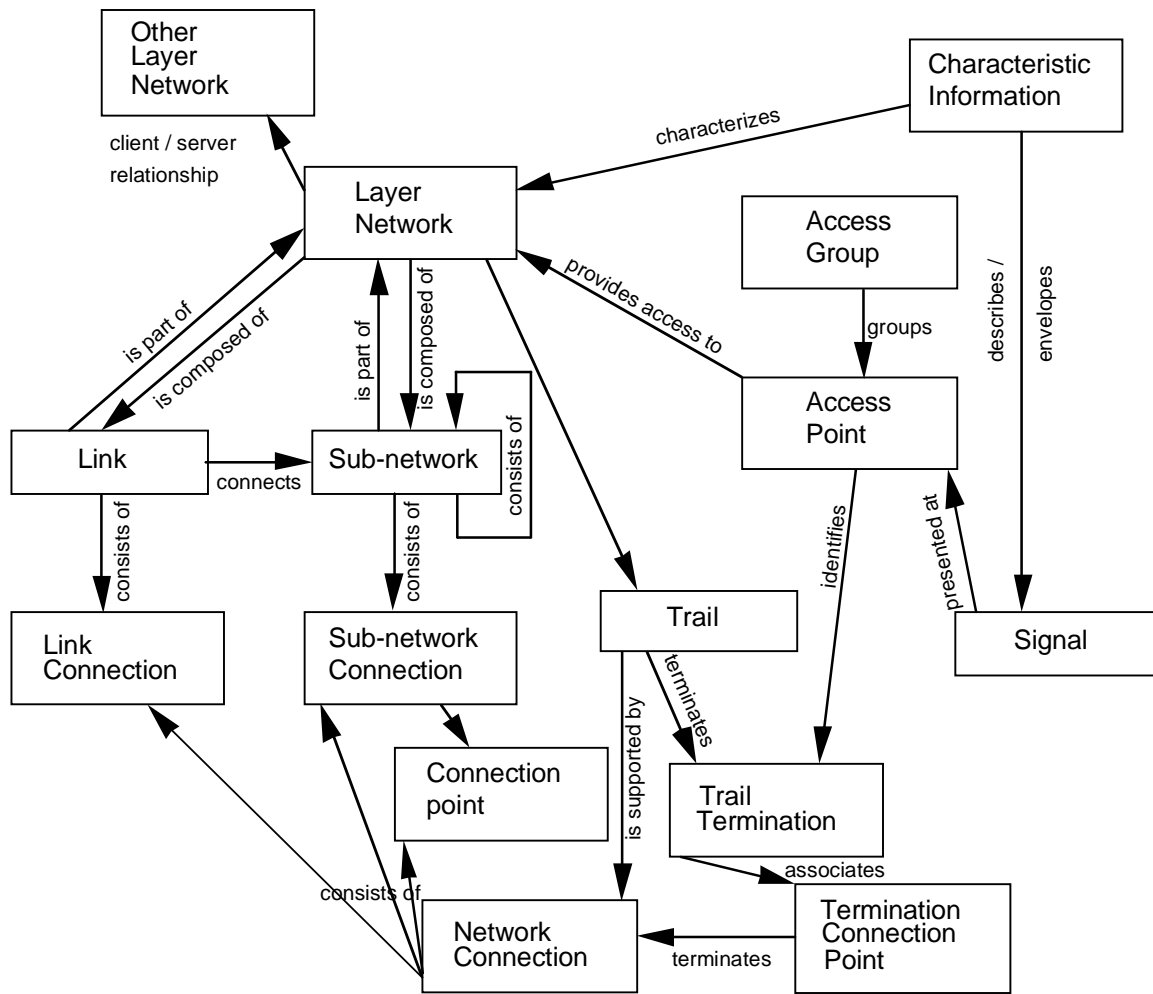 Other
Layer
Network
Characteristic
Information
characterizes
client / server
relationship
Layer
Network
Access
Group
provides access to
groups
describes /
envelopes
is part of
is composed of
is part of
is composed of
Access
Point
Link
connects
Sub-network
consists of
consists of
consists of
identifies
presented at
Link
Connection
Sub-network
Connection
Trail
Signal
terminates
is supported by
Connection
point
Trail
Termination
associates
consists of
Network
Connection
terminates
Termination
Connection
Point